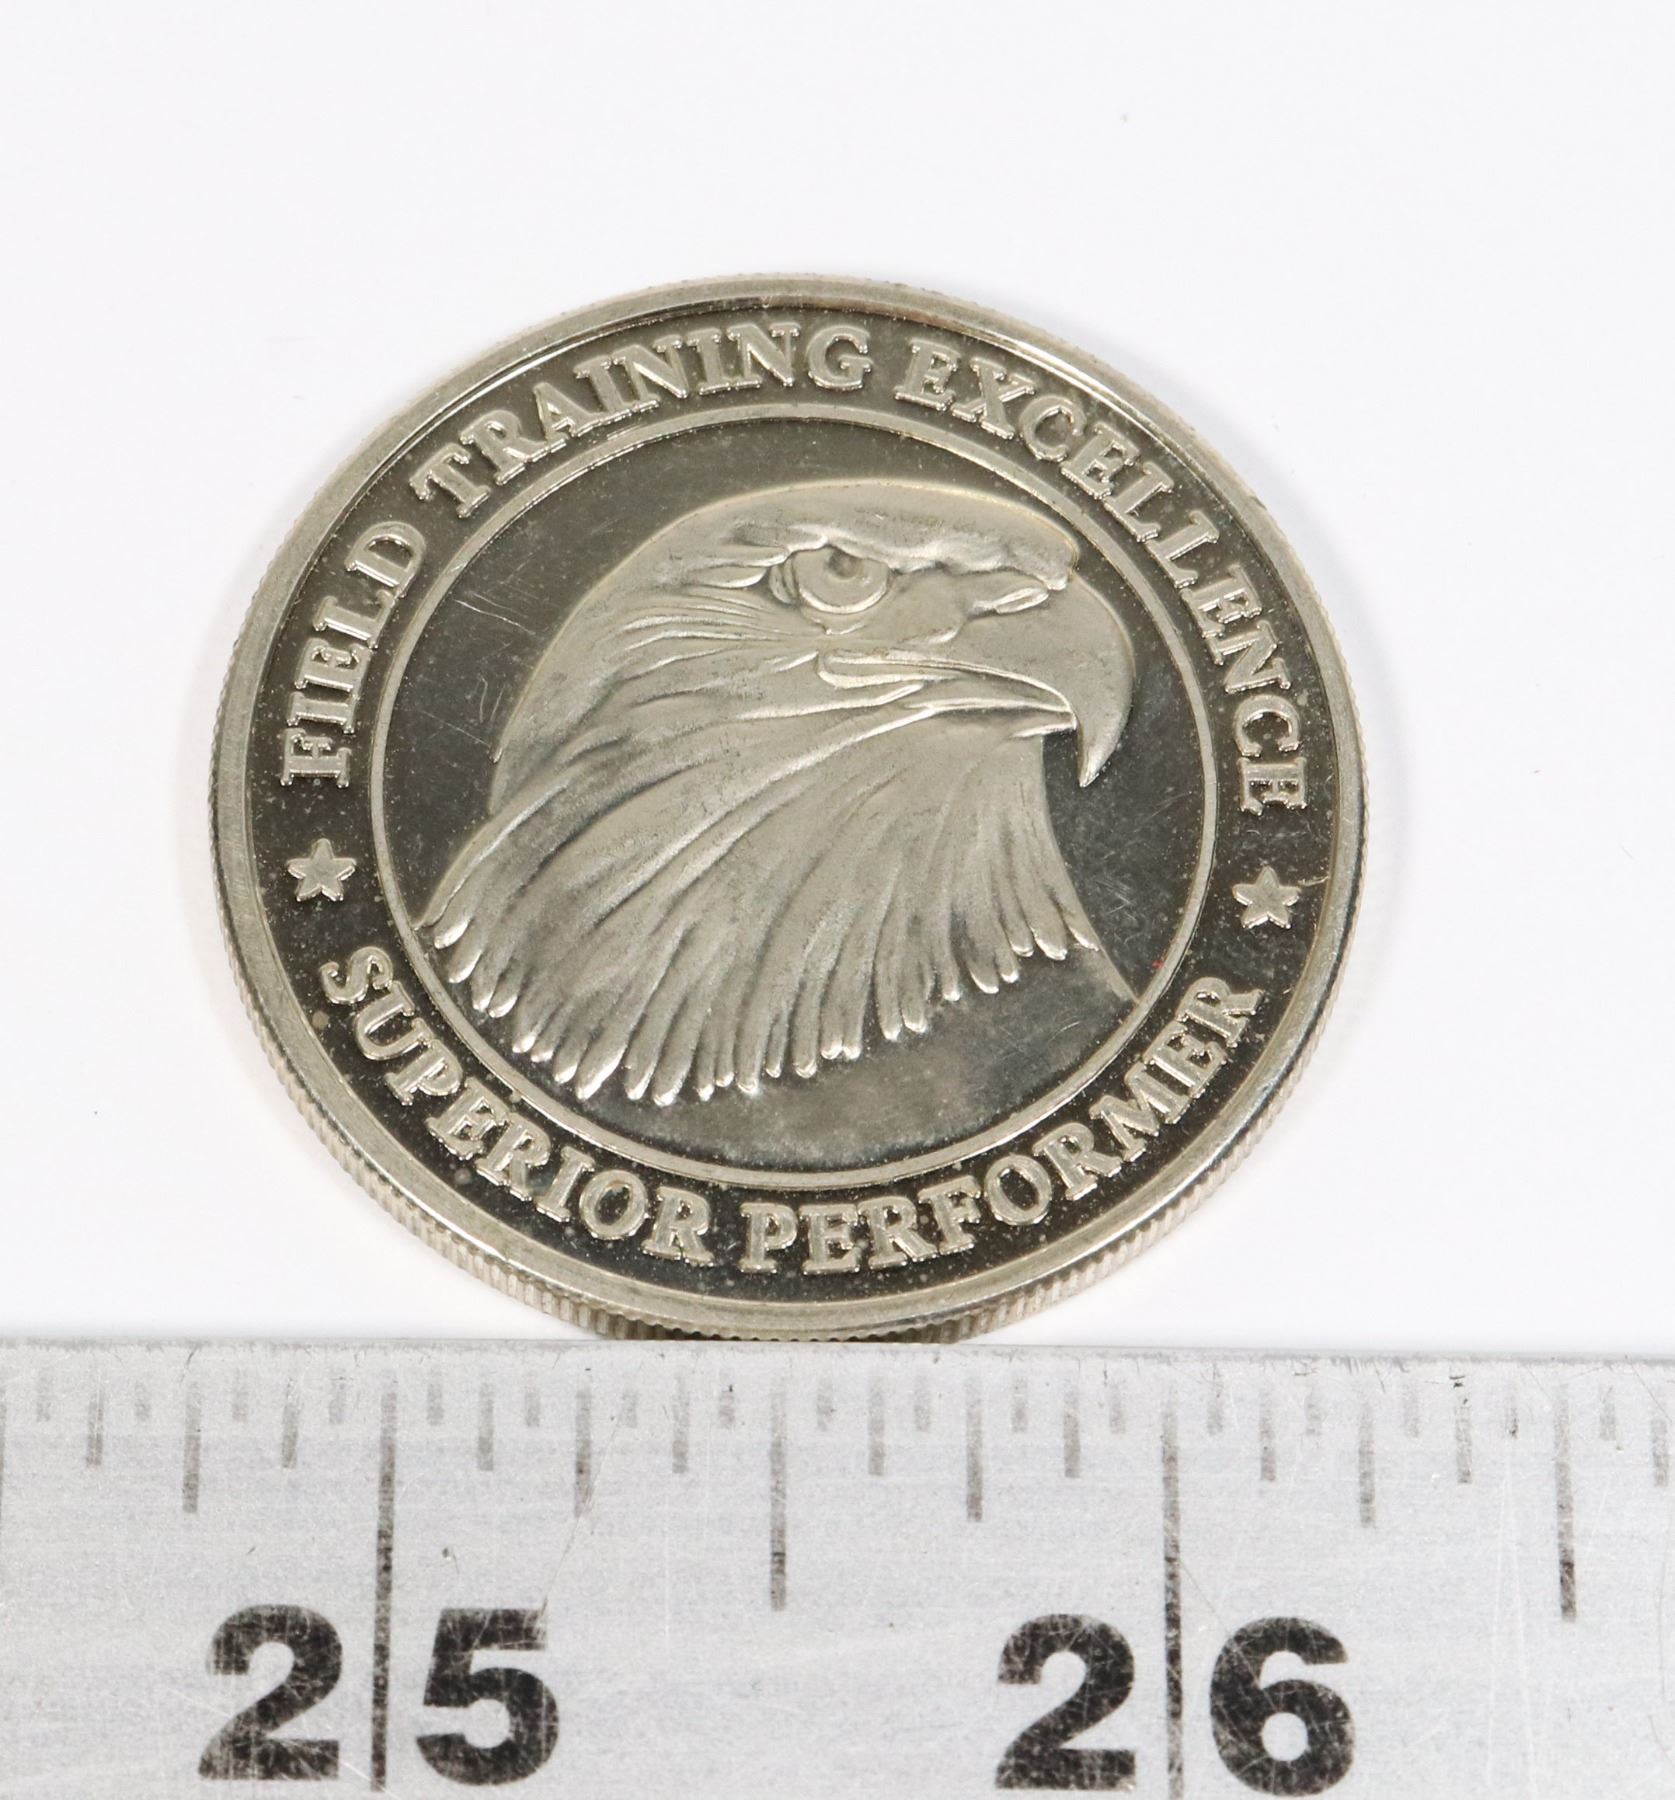 FIELD TRAINING EXCELLENCE
SUPERIOR PERFORMER
25 26